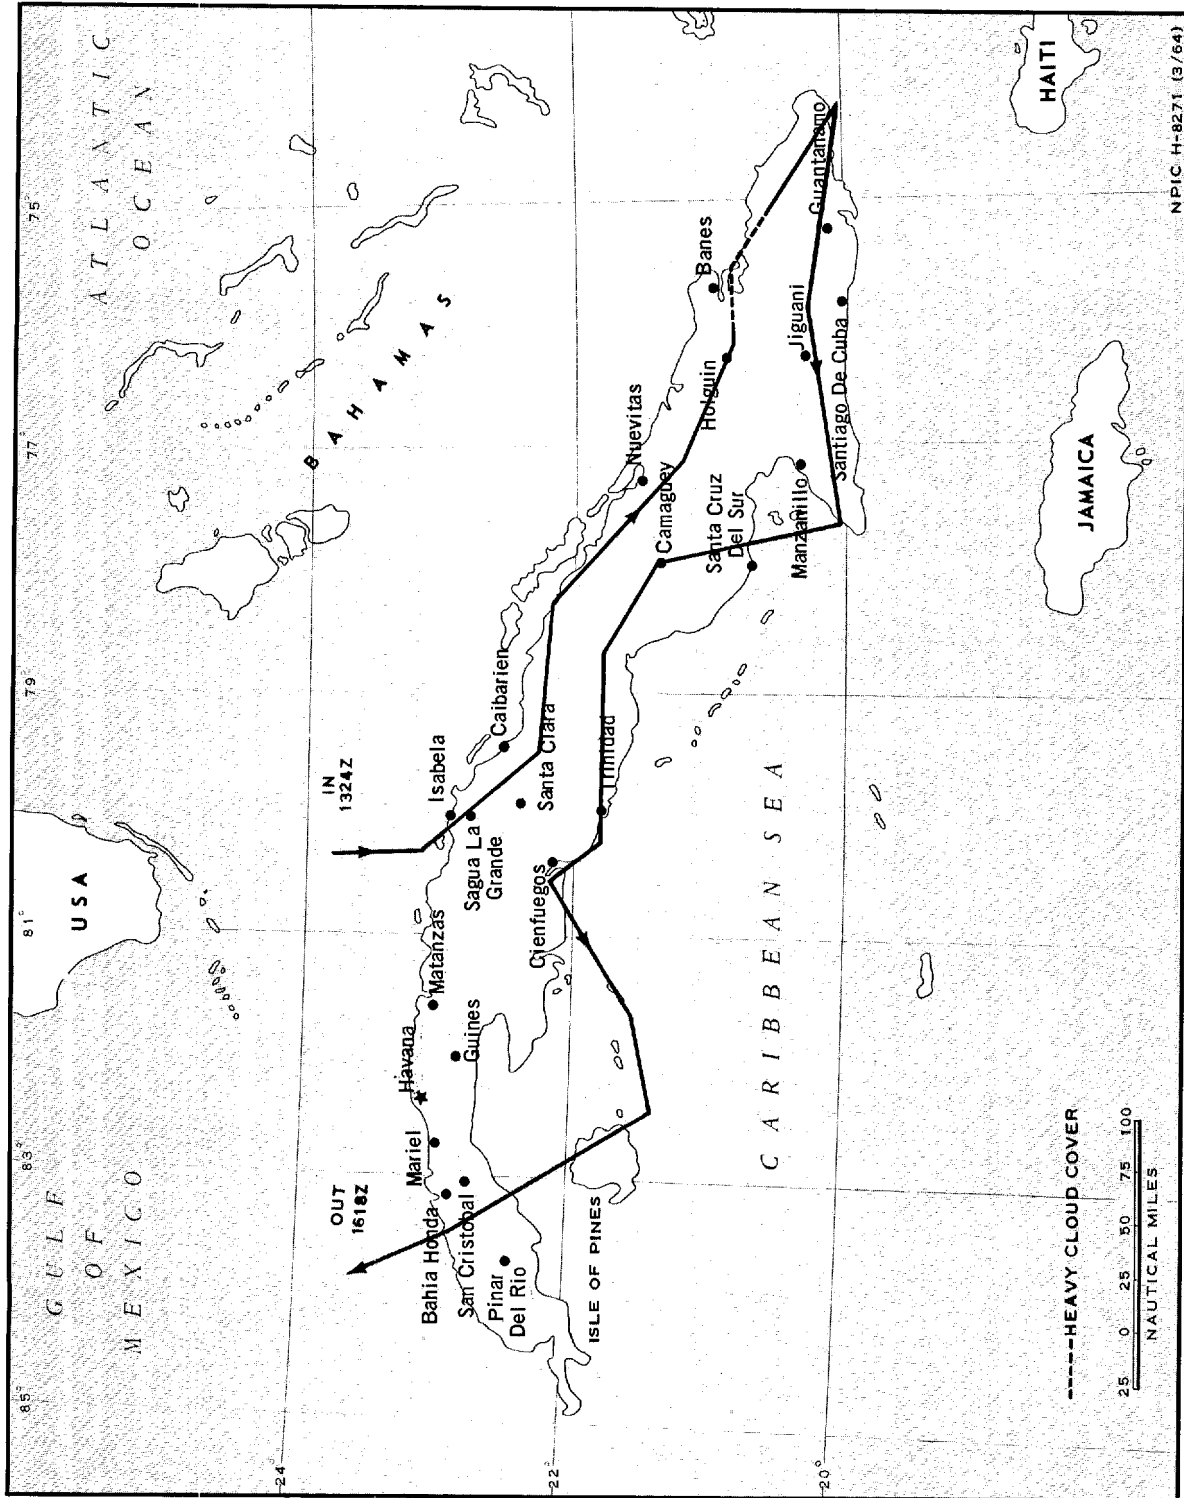 85°
83°
81°
79°
77°
75°
GULF
OF
MEXICO
USA
ATLANTIC
OCEAN
BAHAMAS
24
22
20°
OUT
1618Z
IN
1324Z
Bahia Honda
San Cristobal
Pinar
Del Rio
Mariel
Havana
Guines
Matanzas
Isabela
Sagua La
Grande
Caibarien
Santa Clara
Cienfuegos
Trinidad
Nuevitas
Camaguey
Santa Cruz
Del Sur
Manzanillo
Holguin
Banes
Jiguani
Santiago De Cuba
Guantanamo
ISLE OF PINES
CARIBBEAN SEA
JAMAICA
HAITI
-----HEAVY CLOUD COVER
25 0 25 50 75 100
NAUTICAL MILES
NPIC H-8271 (3/64)